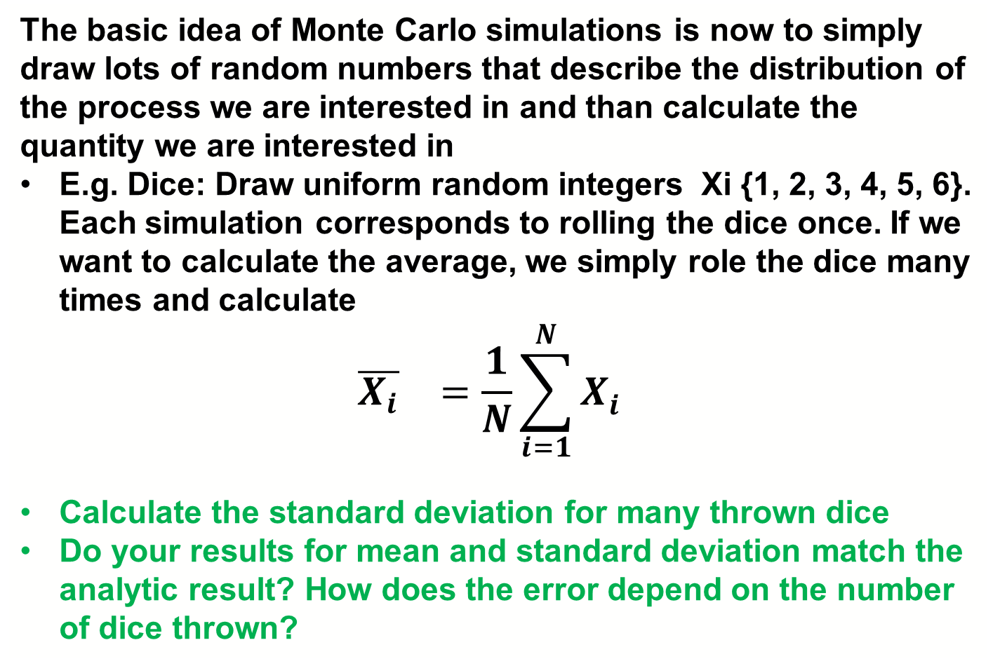 The basic idea of Monte Carlo simulations is now to simply
draw lots of random numbers that describe the distribution of
the process we are interested in and than calculate the
quantity we are interested in
• E.g. Dice: Draw uniform random integers Xi {1, 2, 3, 4, 5, 6}.
Each simulation corresponds to rolling the dice once. If we
want to calculate the average, we simply role the dice many
times and calculate
$\overline{X_i} = \frac{1}{N} \sum_{i=1}^{N} X_i$
• Calculate the standard deviation for many thrown dice
• Do your results for mean and standard deviation match the
analytic result? How does the error depend on the number
of dice thrown?